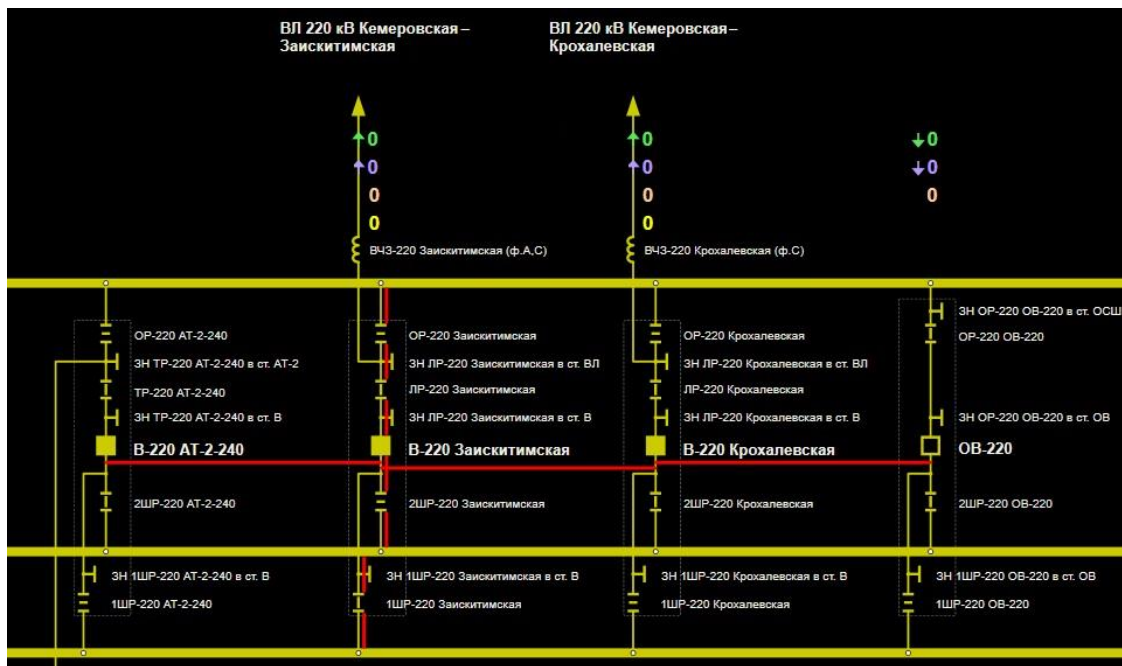 ВЛ 220 кВ Кемеровская –
Заискитимская
ВЛ 220 кВ Кемеровская –
Крохалевская
0
0
0
0
0
0
0
0
0
0
0
ВЧЗ-220 Заискитимская (ф.А,С)
ВЧЗ-220 Крохалевская (ф.С)
ЗН ОР-220 ОВ-220 в ст. ОСШ
ОР-220 АТ-2-240
ОР-220 Заискитимская
ОР-220 Крохалевская
ОР-220 ОВ-220
ЗН ТР-220 АТ-2-240 в ст. АТ-2
ЗН ЛР-220 Заискитимская в ст. ВЛ
ЗН ЛР-220 Крохалевская в ст. ВЛ
ТР-220 АТ-2-240
ЛР-220 Заискитимская
ЛР-220 Крохалевская
ЗН ТР-220 АТ-2-240 в ст. В
ЗН ЛР-220 Заискитимская в ст. В
ЗН ЛР-220 Крохалевская в ст. В
ЗН ОР-220 ОВ-220 в ст. ОВ
В-220 АТ-2-240
В-220 Заискитимская
В-220 Крохалевская
ОВ-220
2ШР-220 АТ-2-240
2ШР-220 Заискитимская
2ШР-220 Крохалевская
2ШР-220 ОВ-220
ЗН 1ШР-220 АТ-2-240 в ст. В
ЗН 1ШР-220 Заискитимская в ст. В
ЗН 1ШР-220 Крохалевская в ст. В
ЗН 1ШР-220 ОВ-220 в ст. ОВ
1ШР-220 АТ-2-240
1ШР-220 Заискитимская
1ШР-220 Крохалевская
1ШР-220 ОВ-220